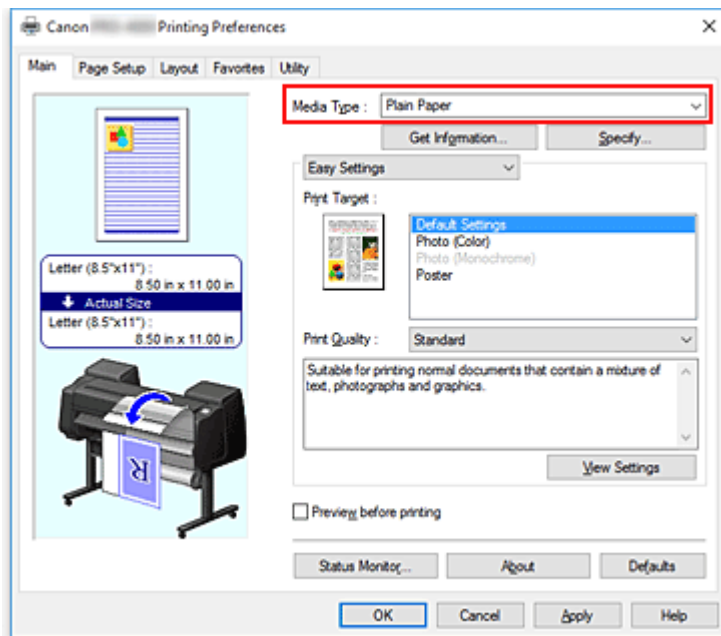 Canon Printing Preferences
Main Page Setup Layout Favorites Utility
Media Type : Plain Paper
Get Information... Specify...
Easy Settings
Print Target :
Default Settings
Photo (Color)
Photo (Monochrome)
Poster
Letter (8.5"x11") :
8.50 in x 11.00 in
Actual Size
Letter (8.5"x11") :
8.50 in x 11.00 in
Print Quality : Standard
Suitable for printing normal documents that contain a mixture of
text, photographs and graphics.
R
View Settings
Preview before printing
Status Monitor... About Defaults
OK Cancel Apply Help